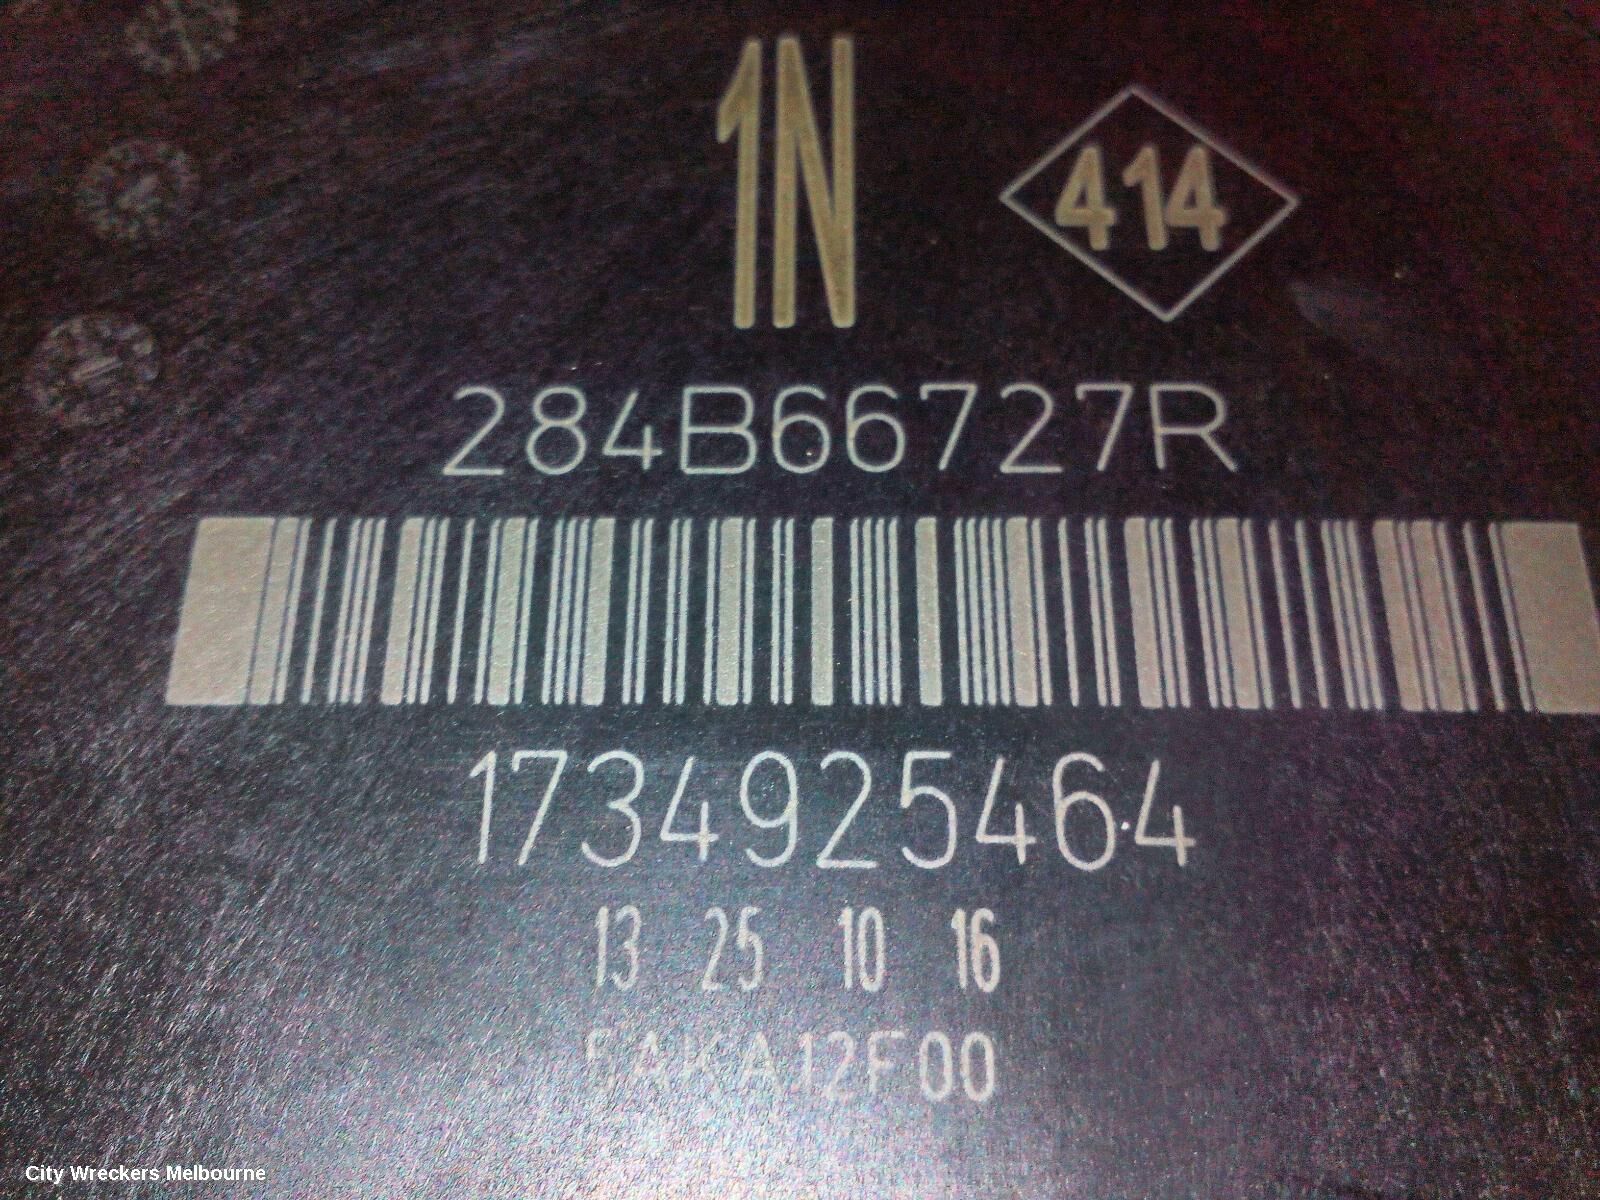 1N
414
284B66727R
1734925464
13 25 10 16
City Wreckers Melbourne